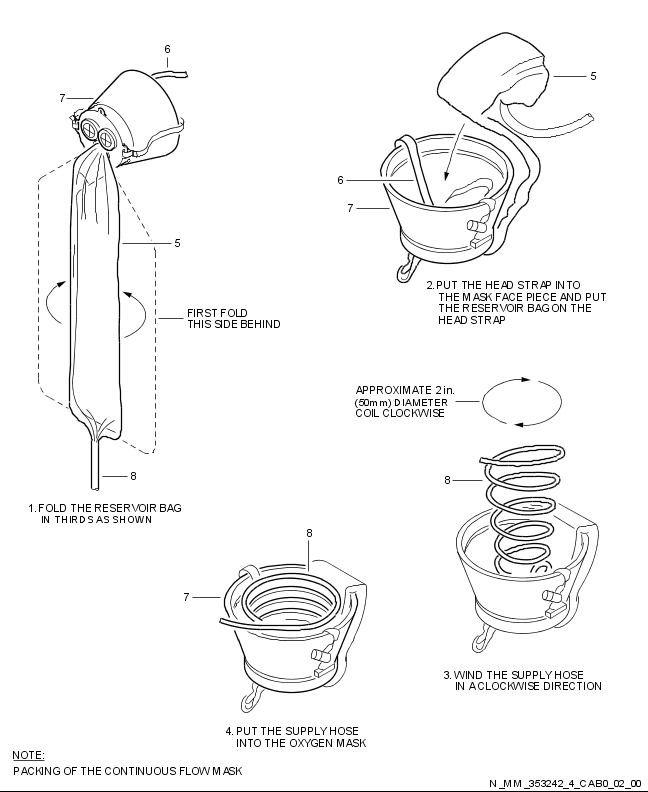 6
7
5
FIRST FOLD
THIS SIDE BEHIND
8
1. FOLD THE RESERVOIR BAG
IN THIRDS AS SHOWN
5
6
7
2. PUT THE HEAD STRAP INTO
THE MASK FACE PIECE AND PUT
THE RESERVOIR BAG ON THE
HEAD STRAP
APPROXIMATE 2 in.
(50mm) DIAMETER
COIL CLOCKWISE
8
3. WIND THE SUPPLY HOSE
IN A CLOCKWISE DIRECTION
8
7
4. PUT THE SUPPLY HOSE
INTO THE OXYGEN MASK
NOTE:
PACKING OF THE CONTINUOUS FLOW MASK
N_MM_353242_4_CAB0_02_00